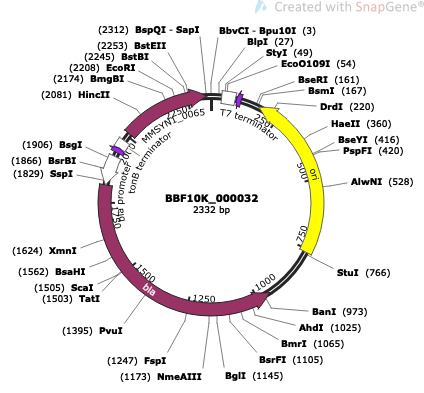 Created with SnapGene®
(2312) BspQI - SapI
BbvCI - Bpu10I (3)
(2253) BstEII
BlpI (27)
(2245) BstBI
StyI (49)
(2208) EcoRI
EcoO109I (54)
(2174) BmgBI
BseRI (161)
(2081) HincII
BsmI (167)
DrdI (220)
HaeII (360)
BseYI (416)
PspFI (420)
AlwNI (528)
StuI (766)
BanI (973)
AhdI (1025)
BmrI (1065)
BsrFI (1105)
BglI (1145)
(1173) NmeAIII
(1247) FspI
(1395) PvuI
(1503) TatI
(1505) ScaI
(1562) BsaHI
(1624) XmnI
(1829) SspI
(1866) BsrBI
(1906) BsgI
MMSYN1_0065
T7 terminator
tonB terminator
bla promoter
ori
bla
250
500
750
1000
1250
1500
1750
2000
2250
BBF10K_000032
2332 bp